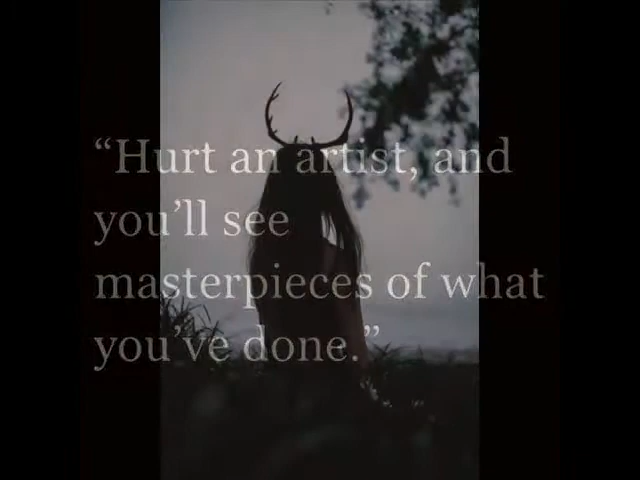 “Hurt an artist, and
you’ll see
masterpieces of what
you’ve done.”